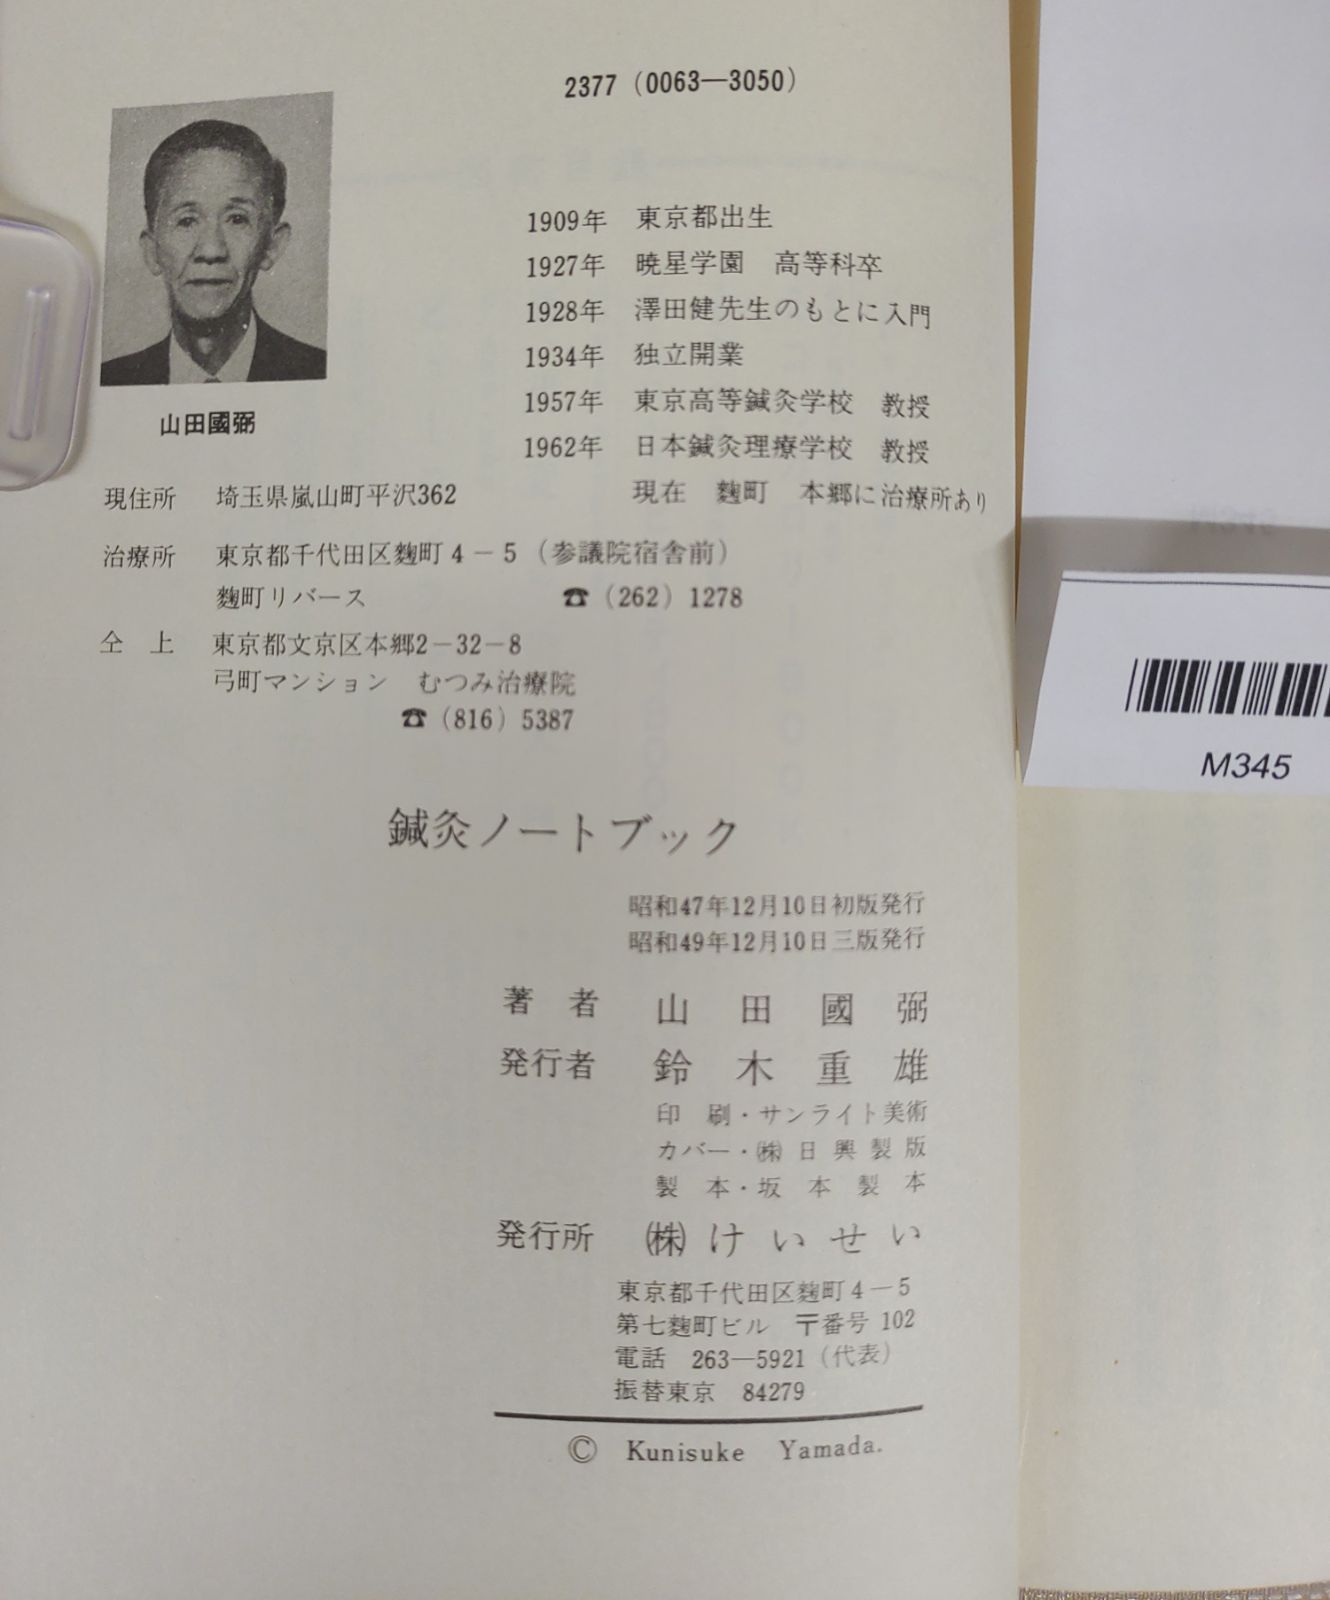 2377 (0063—3050)
1909年 東京都出生
1927年 暁星学園 高等科卒
1928年 澤田健先生のもとに入門
1934年 独立開業
1957年 東京高等鍼灸学校 教授
1962年 日本鍼灸理療学校 教授
現在 麴町 本郷に治療所あり
山田國弼
現住所 埼玉県嵐山町平沢362
治療所 東京都千代田区麴町4-5 (参議院宿舎前)
麴町リバース ☎ (262) 1278
仝上 東京都文京区本郷2-32-8
弓町マンション むつみ治療院
☎ (816) 5387
鍼灸ノートブック
昭和47年12月10日初版発行
昭和49年12月10日三版発行
著者 山田國弼
発行者 鈴木重雄
印刷・サンライト美術
カバー・㈱日興製版
製本・坂本製本
発行所 ㈱けいせい
東京都千代田区麴町4-5
第七麴町ビル 〒番号 102
電話 263—5921 (代表)
振替東京 84279
© Kunisuke Yamada.
M345